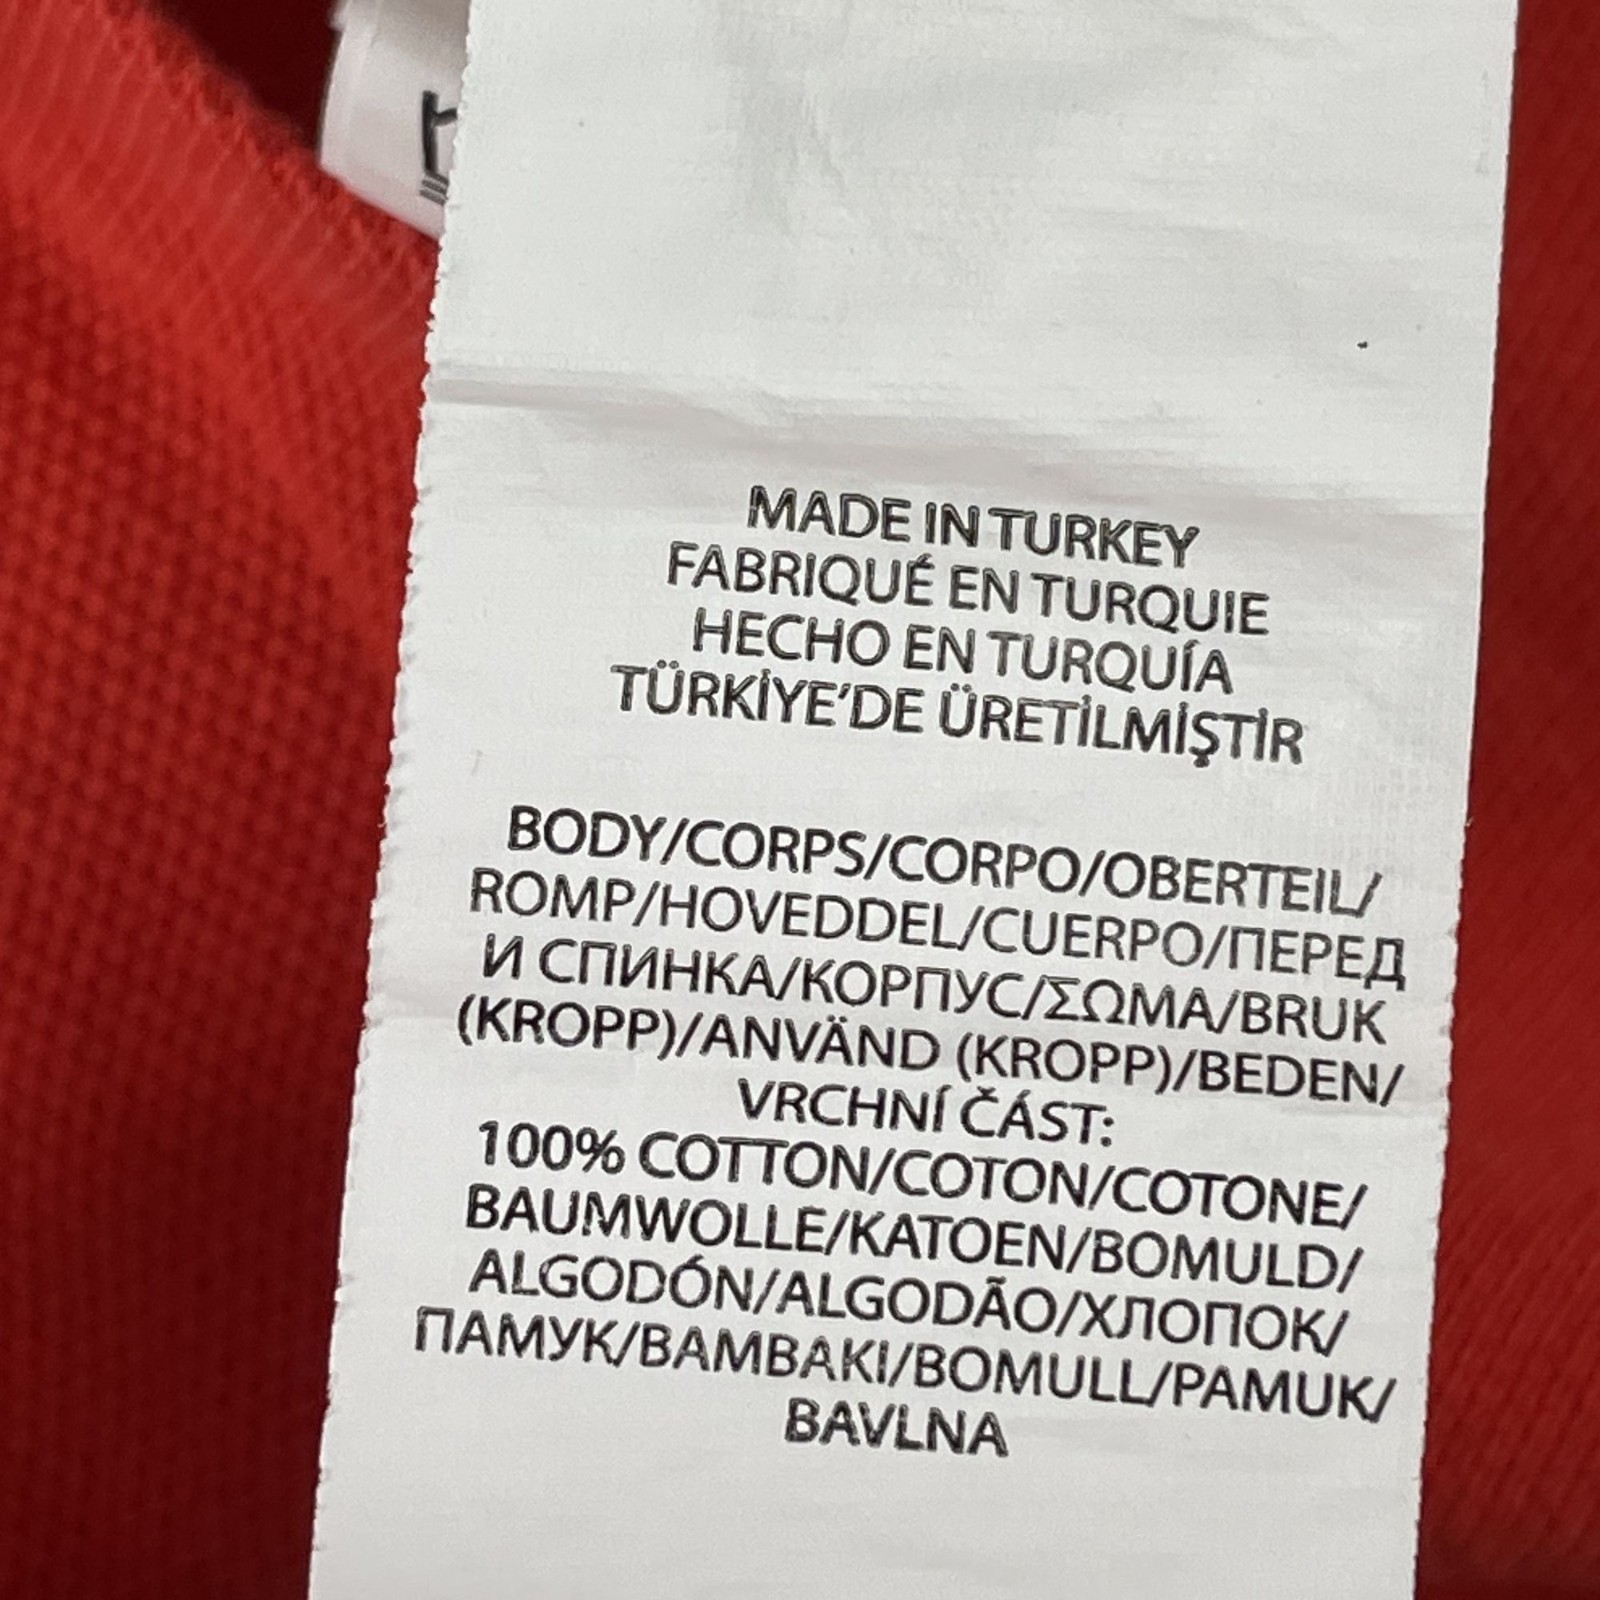 MADE IN TURKEY
FABRIQUÉ EN TURQUIE
HECHO EN TURQUÍA
TÜRKİYE'DE ÜRETİLMİŞTİR
BODY/CORPS/CORPO/OBERTEIL/
ROMP/HOVEDDEL/CUERPO/ПЕРЕД
И СПИНКА/КОРПУС/ΣΩΜΑ/BRUK
(KROPP)/ANVÄND (KROPP)/BEDEN/
VRCHNÍ ČÁST:
100% COTTON/COTON/COTONE/
BAUMWOLLE/KATOEN/BOMULD/
ALGODÓN/ALGODÃO/ХЛОПОК/
ПАМУК/BAMBAKI/BOMULL/PAMUK/
BAVLNA